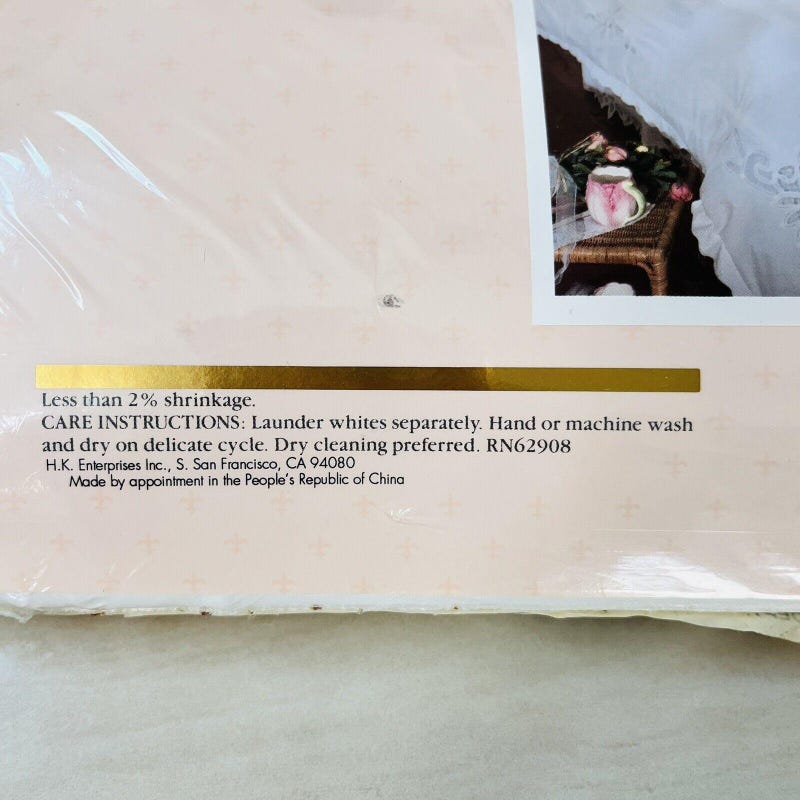 Less than 2% shrinkage.
CARE INSTRUCTIONS: Launder whites separately. Hand or machine wash
and dry on delicate cycle. Dry cleaning preferred. RN62908
H.K. Enterprises Inc., S. San Francisco, CA 94080
Made by appointment in the People's Republic of China